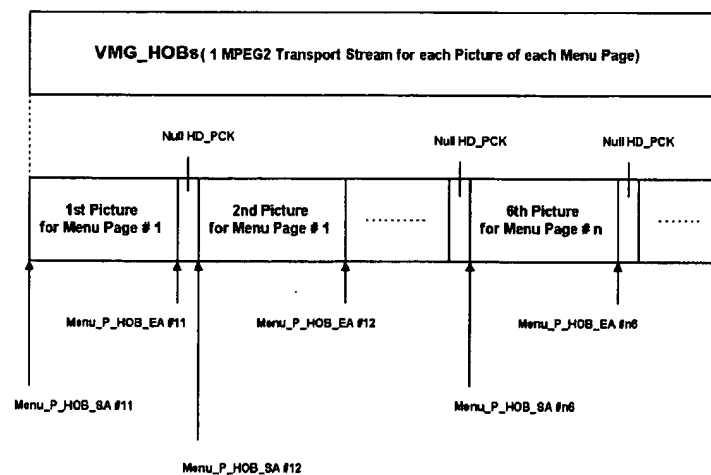 VMG_HOBs( 1 MPEG2 Transport Stream for each Picture of each Menu Page)
Null HD_PCK
Null HD_PCK
Null HD_PCK
1st Picture
for Menu Page # 1
2nd Picture
for Menu Page # 1
..........
6th Picture
for Menu Page # n
.......
Menu_P_HOB_EA #11
Menu_P_HOB_EA #12
Menu_P_HOB_EA #n6
Menu_P_HOB_SA #11
Menu_P_HOB_SA #n6
Menu_P_HOB_SA #12